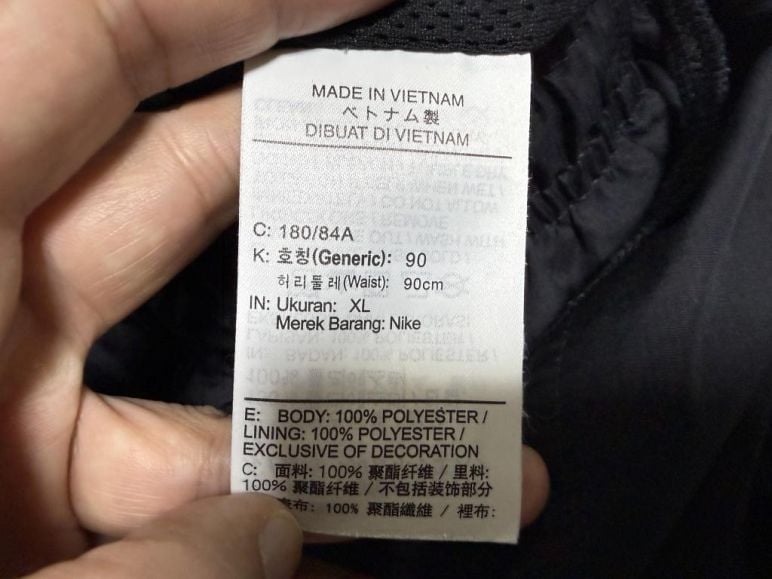 MADE IN VIETNAM
ベトナム製
DIBUAT DI VIETNAM
C: 180/84A
K: 호칭(Generic): 90
허리둘레(Waist): 90cm
IN: Ukuran: XL
Merek Barang: Nike
E: BODY: 100% POLYESTER /
LINING: 100% POLYESTER /
EXCLUSIVE OF DECORATION
C: 面料: 100% 聚酯纤维 / 里料:
100% 聚酯纤维 / 不包括装饰部分
布: 100% 聚酯纖維 / 裡布: